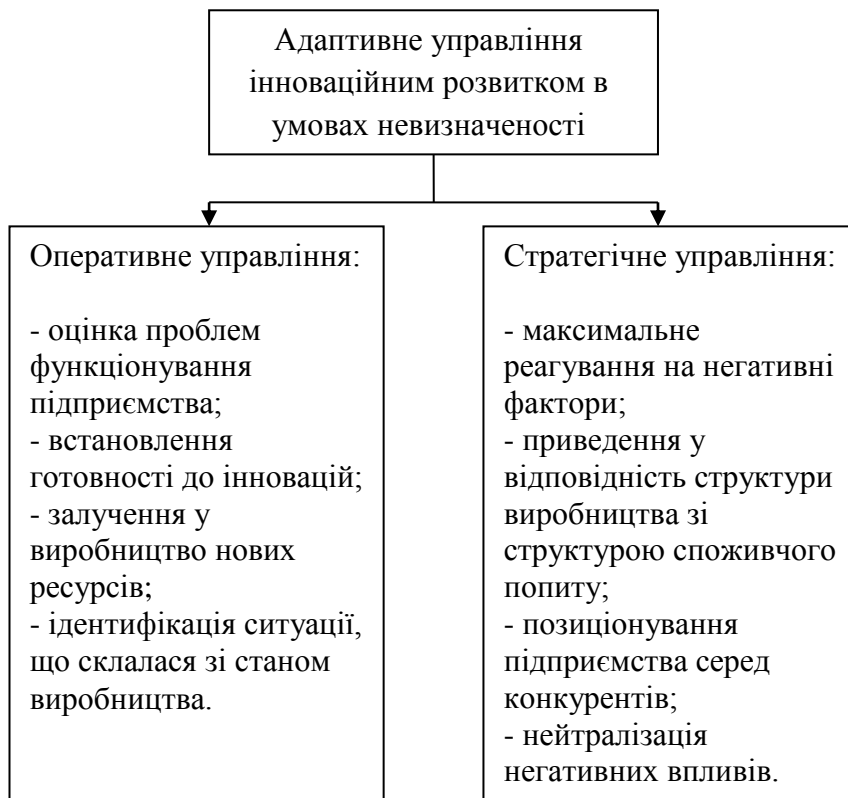 Адаптивне управління
інноваційним розвитком в
умовах невизначеності
Оперативне управління:
- оцінка проблем
функціонування
підприємства;
- встановлення
готовності до інновацій;
- залучення у
виробництво нових
ресурсів;
- ідентифікація ситуації,
що склалася зі станом
виробництва.
Стратегічне управління:
- максимальне
реагування на негативні
фактори;
- приведення у
відповідність структури
виробництва зі
структурою споживчого
попиту;
- позиціонування
підприємства серед
конкурентів;
- нейтралізація
негативних впливів.